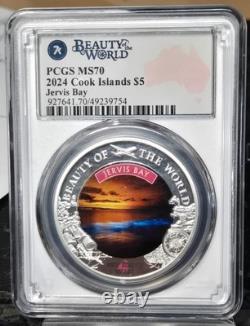 BEAUTY of the WORLD
PCGS MS70
2024 Cook Islands $5
Jervis Bay
927641.70/49239754
BEAUTY OF THE WORLD
JERVIS BAY
thecoinb